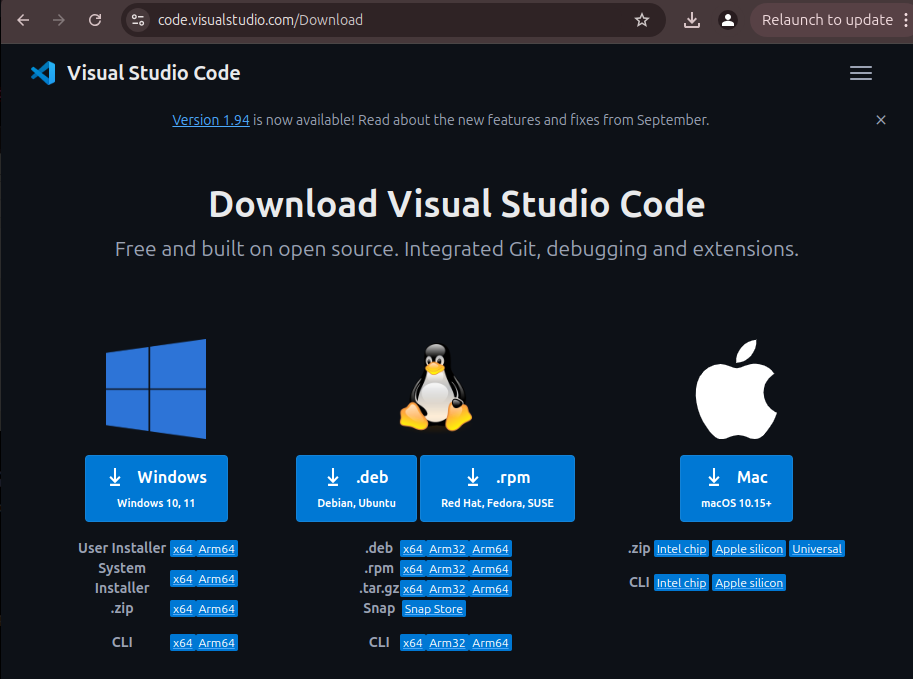 code.visualstudio.com/Download
Relaunch to update
Visual Studio Code
Version 1.94 is now available! Read about the new features and fixes from September.
Download Visual Studio Code
Free and built on open source. Integrated Git, debugging and extensions.
Windows
Windows 10, 11
.deb
Debian, Ubuntu
.rpm
Red Hat, Fedora, SUSE
Mac
macOS 10.15+
User Installer x64 Arm64
System
Installer x64 Arm64
.zip x64 Arm64
CLI x64 Arm64
.deb x64 Arm32 Arm64
.rpm x64 Arm32 Arm64
.tar.gz x64 Arm32 Arm64
Snap Snap Store
CLI x64 Arm32 Arm64
.zip Intel chip Apple silicon Universal
CLI Intel chip Apple silicon